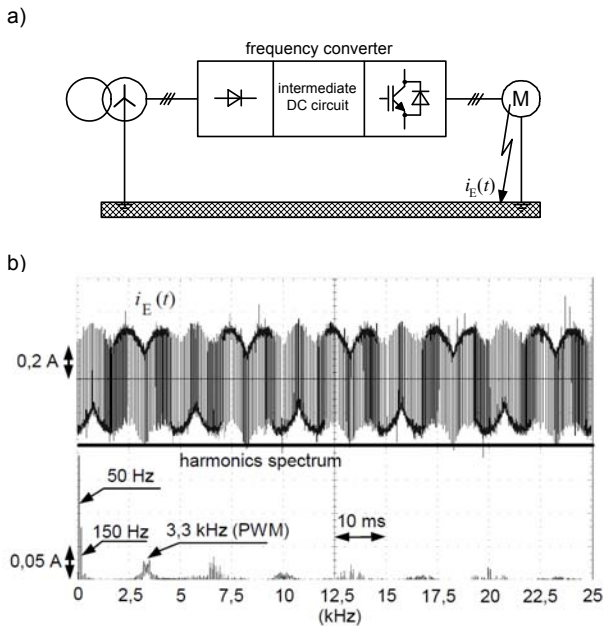 a)
frequency converter
intermediate
DC circuit
M
iE(t)
b)
iE(t)
0,2 A
harmonics spectrum
50 Hz
150 Hz
3,3 kHz (PWM)
10 ms
0,05 A
0 2,5 5 7,5 10 12,5 15 17,5 20 22,5 25
(kHz)